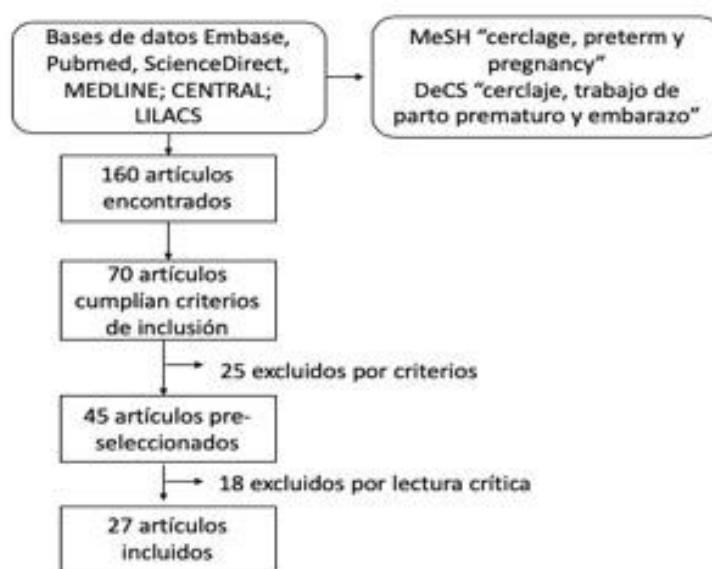 Bases de datos Embase,
Pubmed, ScienceDirect,
MEDLINE; CENTRAL;
LILACS
MeSH “cerclage, preterm y
pregnancy”
DeCS “cerclaje, trabajo de
parto prematuro y embarazo”
160 artículos
encontrados
70 artículos
cumplían criterios
de inclusión
25 excluidos por criterios
45 artículos pre-
seleccionados
18 excluidos por lectura crítica
27 artículos
incluidos